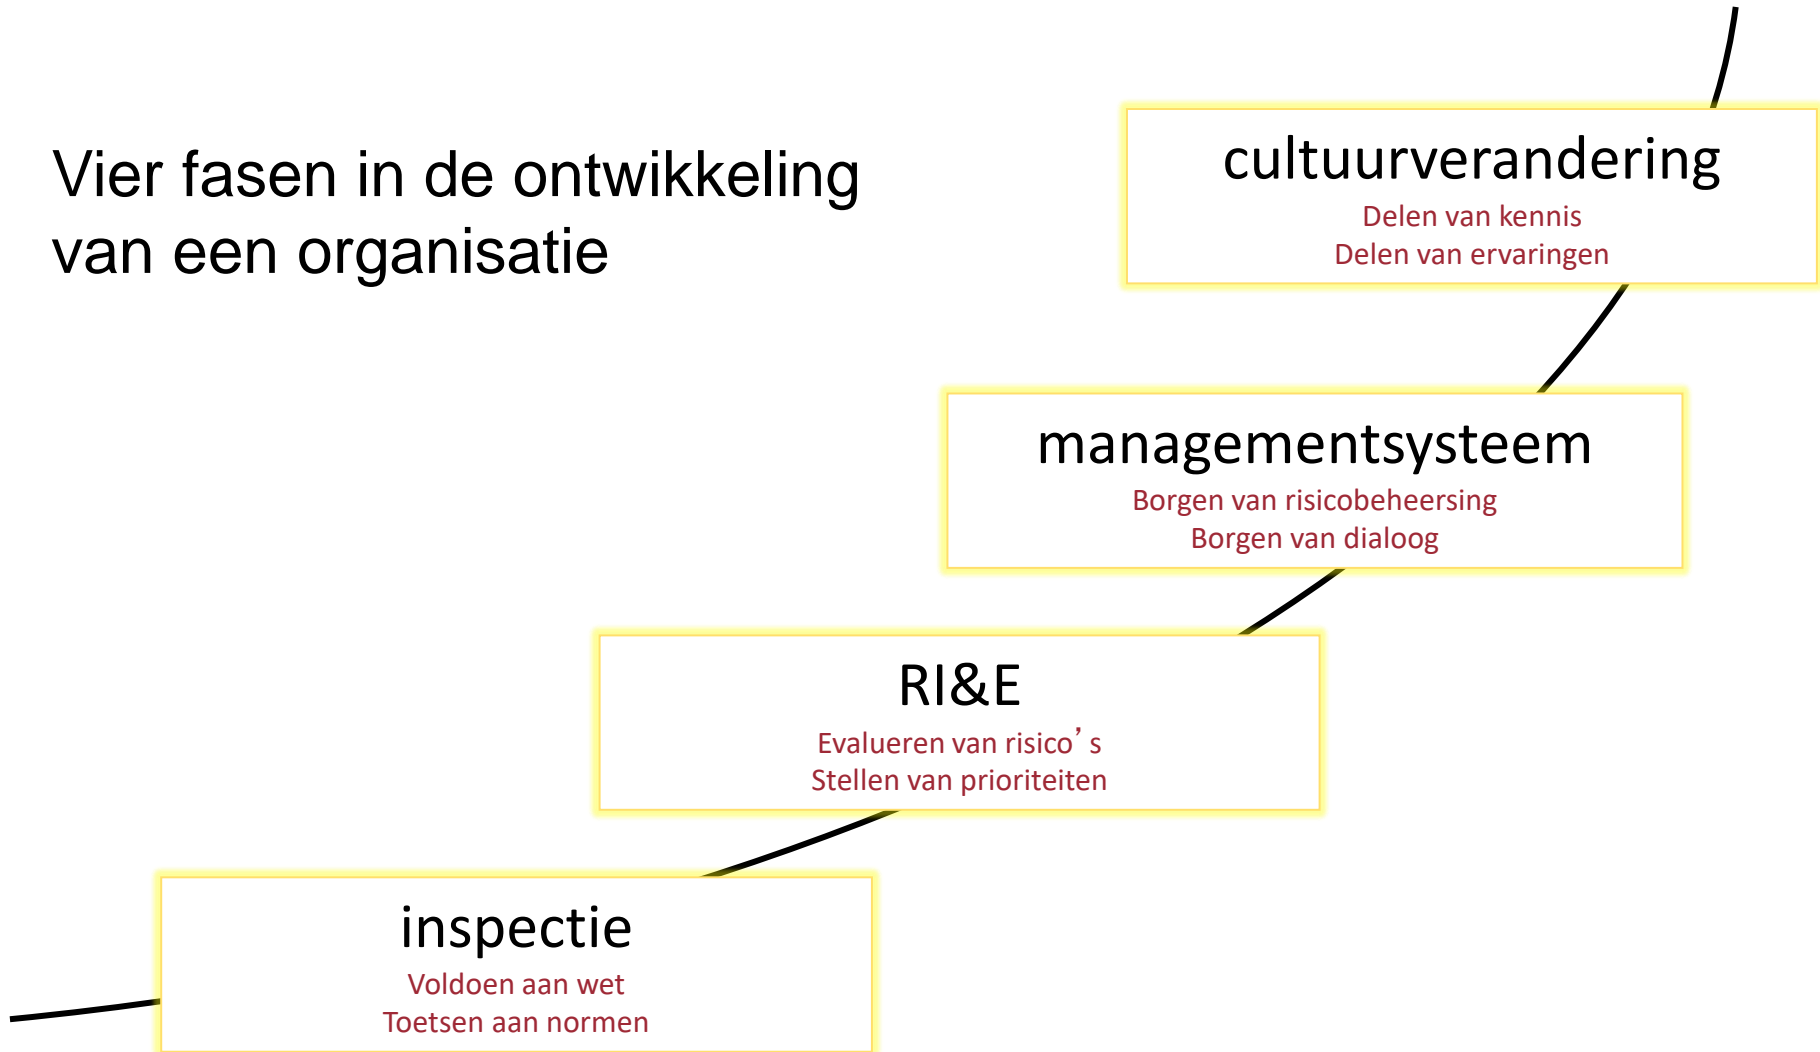 Vier fasen in de ontwikkeling
van een organisatie
cultuurverandering
Delen van kennis
Delen van ervaringen
managementsysteem
Borgen van risicobeheersing
Borgen van dialoog
RI&E
Evalueren van risico’ s
Stellen van prioriteiten
inspectie
Voldoen aan wet
Toetsen aan normen